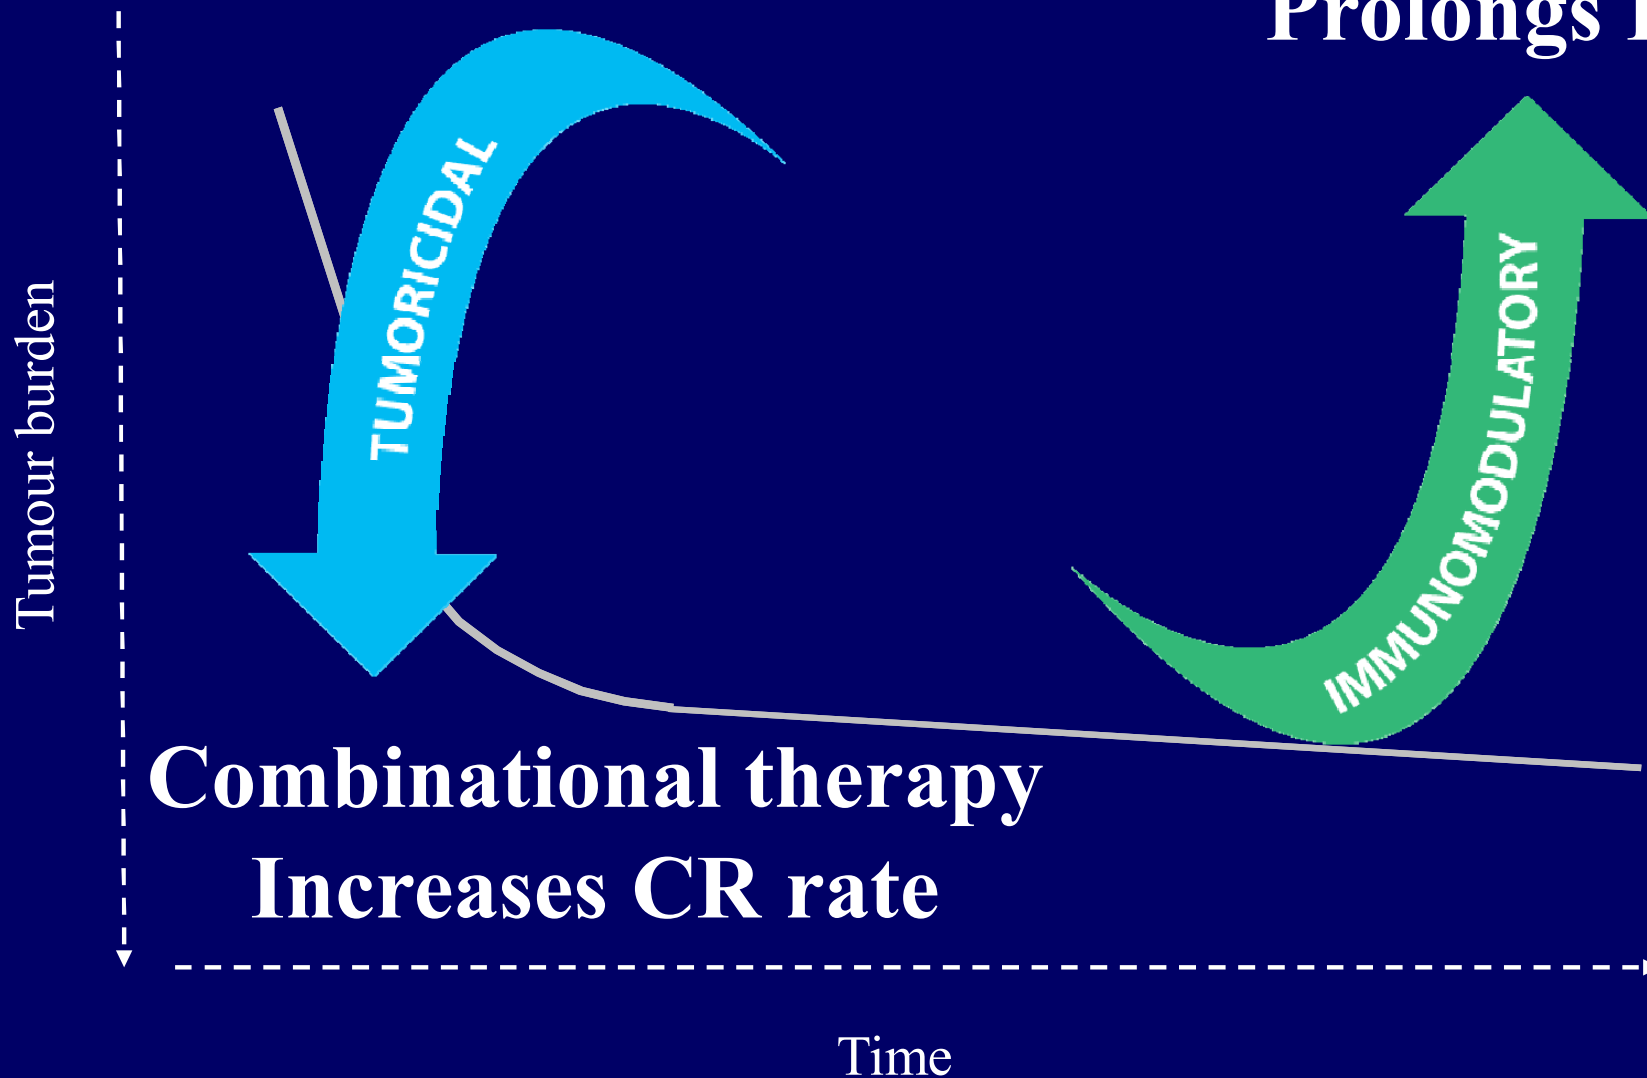 Prolongs
TUMORICIDAL
IMMUNOMODULATORY
Tumour burden
Combinational therapy
Increases CR rate
Time